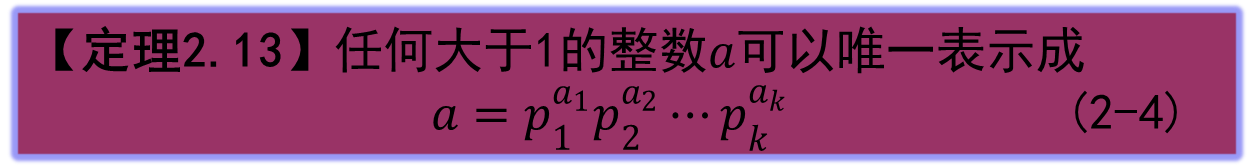 【定理2.13】任何大于1的整数a可以唯一表示成
a = p₁^{a₁}p₂^{a₂}⋯p_k^{a_k} (2-4)